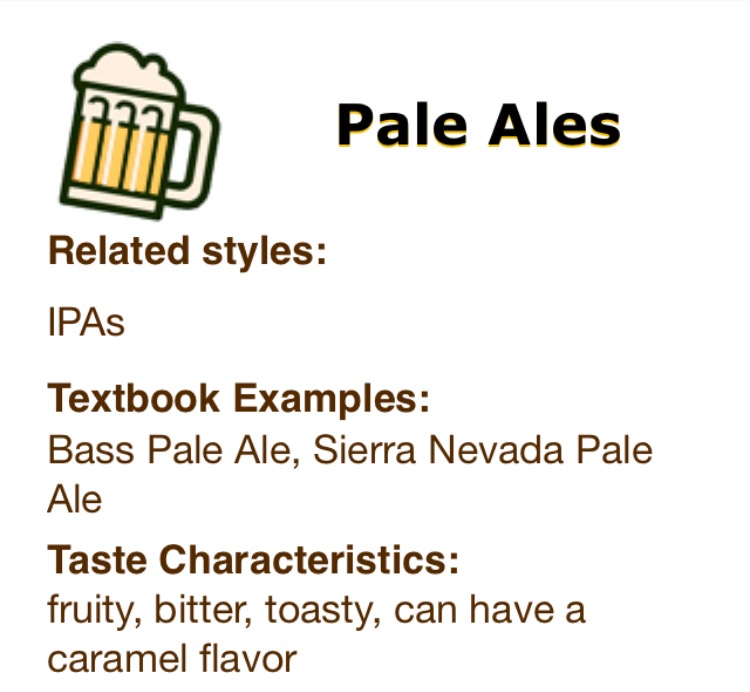 Pale Ales
Related styles:
IPAs
Textbook Examples:
Bass Pale Ale, Sierra Nevada Pale
Ale
Taste Characteristics:
fruity, bitter, toasty, can have a
caramel flavor